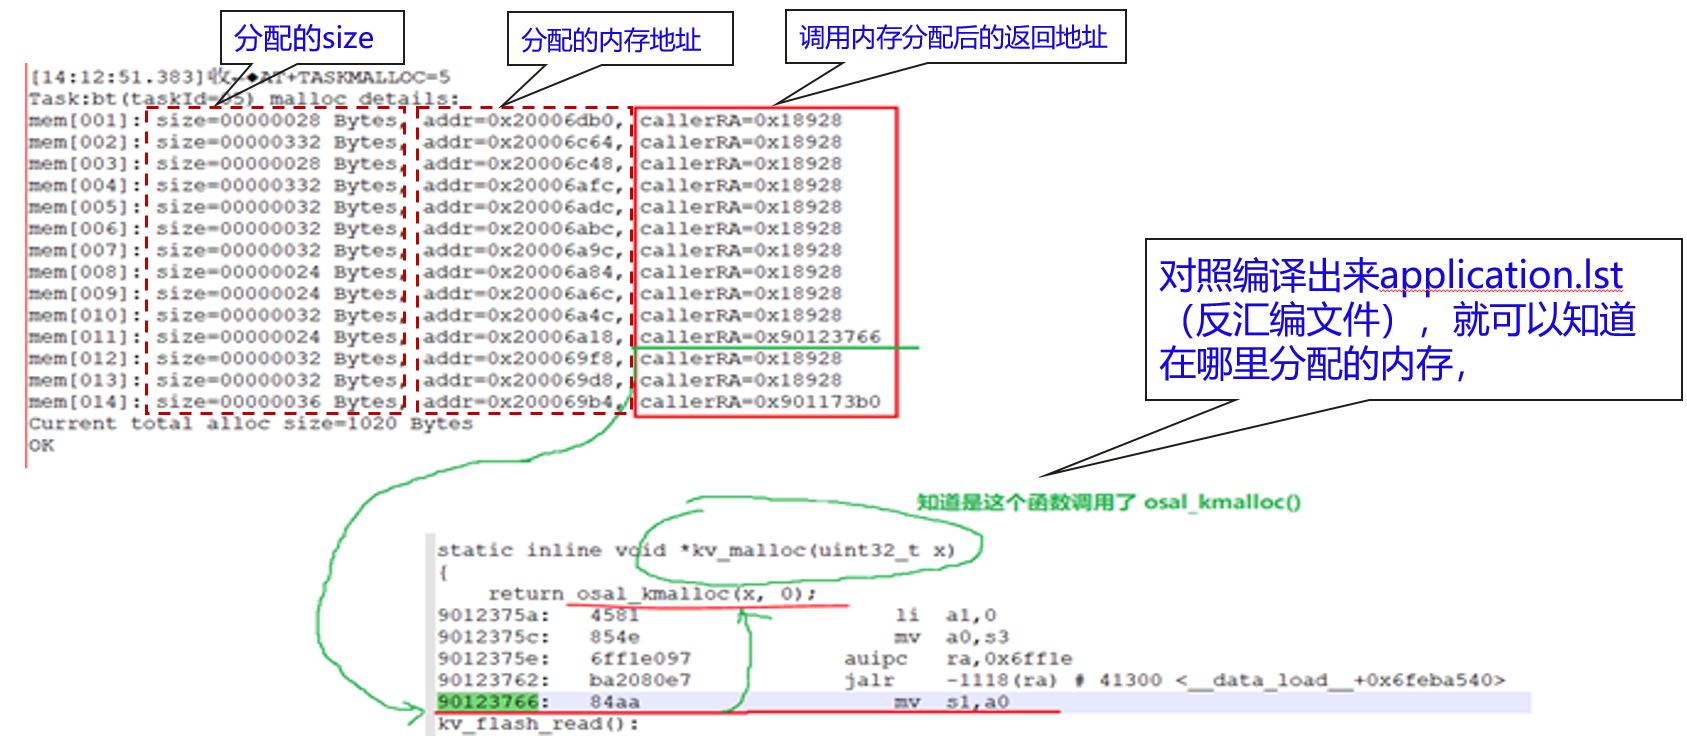 分配的size
分配的内存地址
调用内存分配后的返回地址
[14:12:51.383]收←◆AT+TASKMALLOC=5
Task:bt(taskId=05) malloc details:
mem[001]: size=00000028 Bytes, addr=0x20006db0, callerRA=0x18928
mem[002]: size=00000332 Bytes, addr=0x20006c64, callerRA=0x18928
mem[003]: size=00000028 Bytes, addr=0x20006c48, callerRA=0x18928
mem[004]: size=00000332 Bytes, addr=0x20006afc, callerRA=0x18928
mem[005]: size=00000032 Bytes, addr=0x20006adc, callerRA=0x18928
mem[006]: size=00000032 Bytes, addr=0x20006abc, callerRA=0x18928
mem[007]: size=00000032 Bytes, addr=0x20006a9c, callerRA=0x18928
mem[008]: size=00000024 Bytes, addr=0x20006a84, callerRA=0x18928
mem[009]: size=00000024 Bytes, addr=0x20006a6c, callerRA=0x18928
mem[010]: size=00000032 Bytes, addr=0x20006a4c, callerRA=0x18928
mem[011]: size=00000024 Bytes, addr=0x20006a18, callerRA=0x90123766
mem[012]: size=00000032 Bytes, addr=0x200069f8, callerRA=0x18928
mem[013]: size=00000032 Bytes, addr=0x200069d8, callerRA=0x18928
mem[014]: size=00000036 Bytes, addr=0x200069b4, callerRA=0x901173b0
Current total alloc size=1020 Bytes
OK
对照编译出来application.lst
（反汇编文件），就可以知道
在哪里分配的内存，
知道是这个函数调用了 osal_kmalloc()
static inline void *kv_malloc(uint32_t x)
{
return osal_kmalloc(x, 0);
9012375a: 4581 li a1,0
9012375c: 854e mv a0,s3
9012375e: 6ff1e097 auipc ra,0x6ff1e
90123762: ba2080e7 jalr -1118(ra) # 41300 <__data_load__+0x6feba540>
90123766: 84aa mv s1,a0
kv_flash_read():